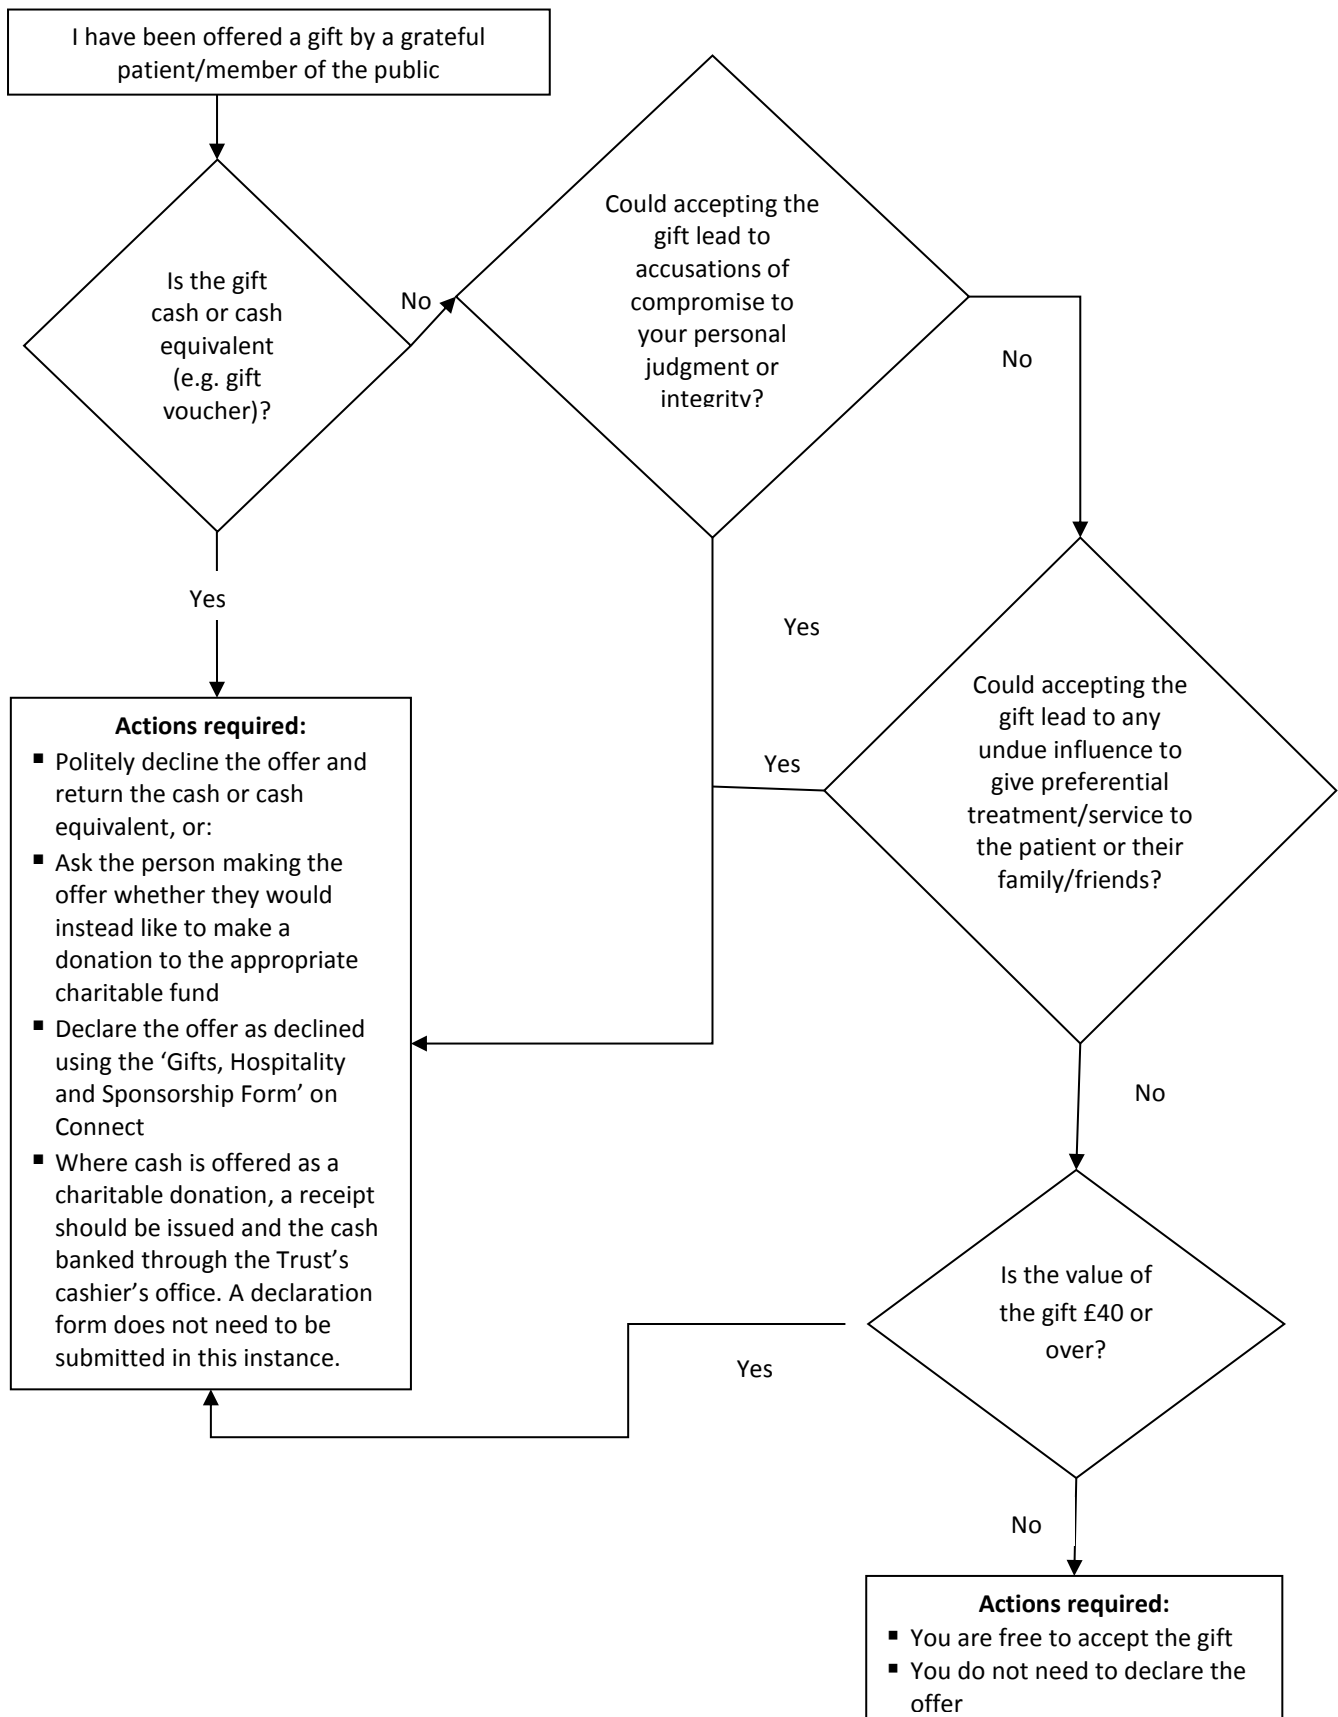 I have been offered a gift by a grateful
patient/member of the public
Is the gift
cash or cash
equivalent
(e.g. gift
voucher)?
No
Could accepting the
gift lead to
accusations of
compromise to
your personal
judgment or
integrity?
No
Yes
Yes
Could accepting the
gift lead to any
undue influence to
give preferential
treatment/service to
the patient or their
family/friends?
Yes
No
Actions required:
▪ Politely decline the offer and
return the cash or cash
equivalent, or:
▪ Ask the person making the
offer whether they would
instead like to make a
donation to the appropriate
charitable fund
▪ Declare the offer as declined
using the ‘Gifts, Hospitality
and Sponsorship Form’ on
Connect
▪ Where cash is offered as a
charitable donation, a receipt
should be issued and the cash
banked through the Trust’s
cashier’s office. A declaration
form does not need to be
submitted in this instance.
Is the value of
the gift £40 or
over?
Yes
No
Actions required:
▪ You are free to accept the gift
▪ You do not need to declare the
offer